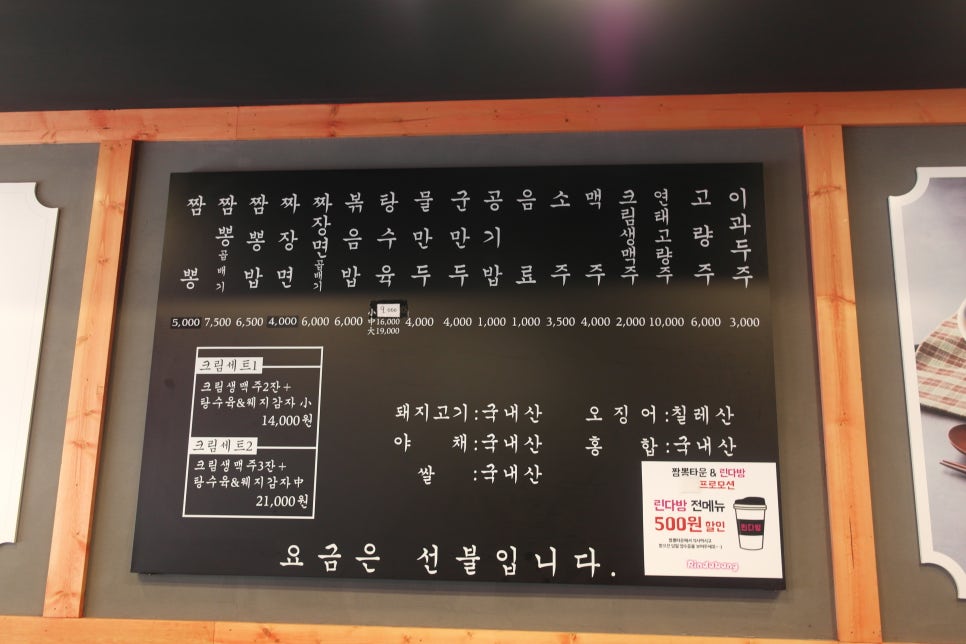 짬뽕
짬뽕곱배기
짬뽕밥
짜장면
짜장면곱배기
볶음밥
탕수육
물만두
군만두
공기밥
음료
소주
맥주
크림생맥주
연태고량주
고량주
이과두주
5,000 7,500 6,500 4,000 6,000 6,000 小 9,000 4,000 4,000 1,000 1,000 3,500 4,000 2,000 10,000 6,000 3,000
中 16,000
大 19,000
크림세트1
크림생맥주2잔+
탕수육&웨지감자 小
14,000원
크림세트2
크림생맥주3잔+
탕수육&웨지감자 中
21,000원
돼지고기:국내산 오징어:칠레산
야채:국내산 홍합:국내산
쌀:국내산
짬뽕타운 & 린다방
프로모션
린다방 전메뉴
500원 할인
린다방
Rindabang
요금은 선불입니다.